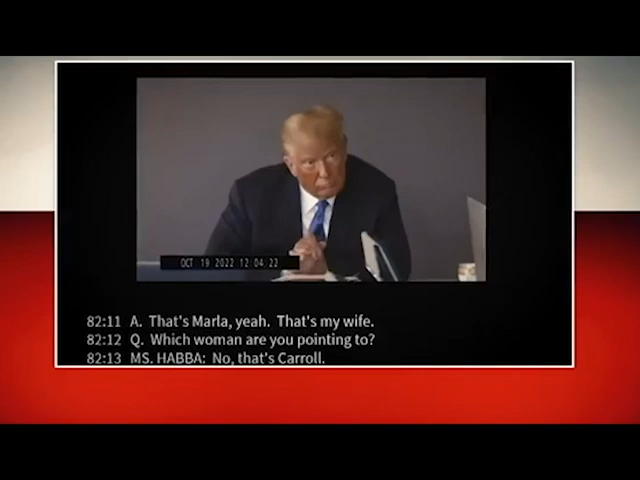 OCT 19 2022 12 04 22
82:11 A. That's Marla, yeah. That's my wife.
82:12 Q. Which woman are you pointing to?
82:13 MS. HABBA: No, that's Carroll.